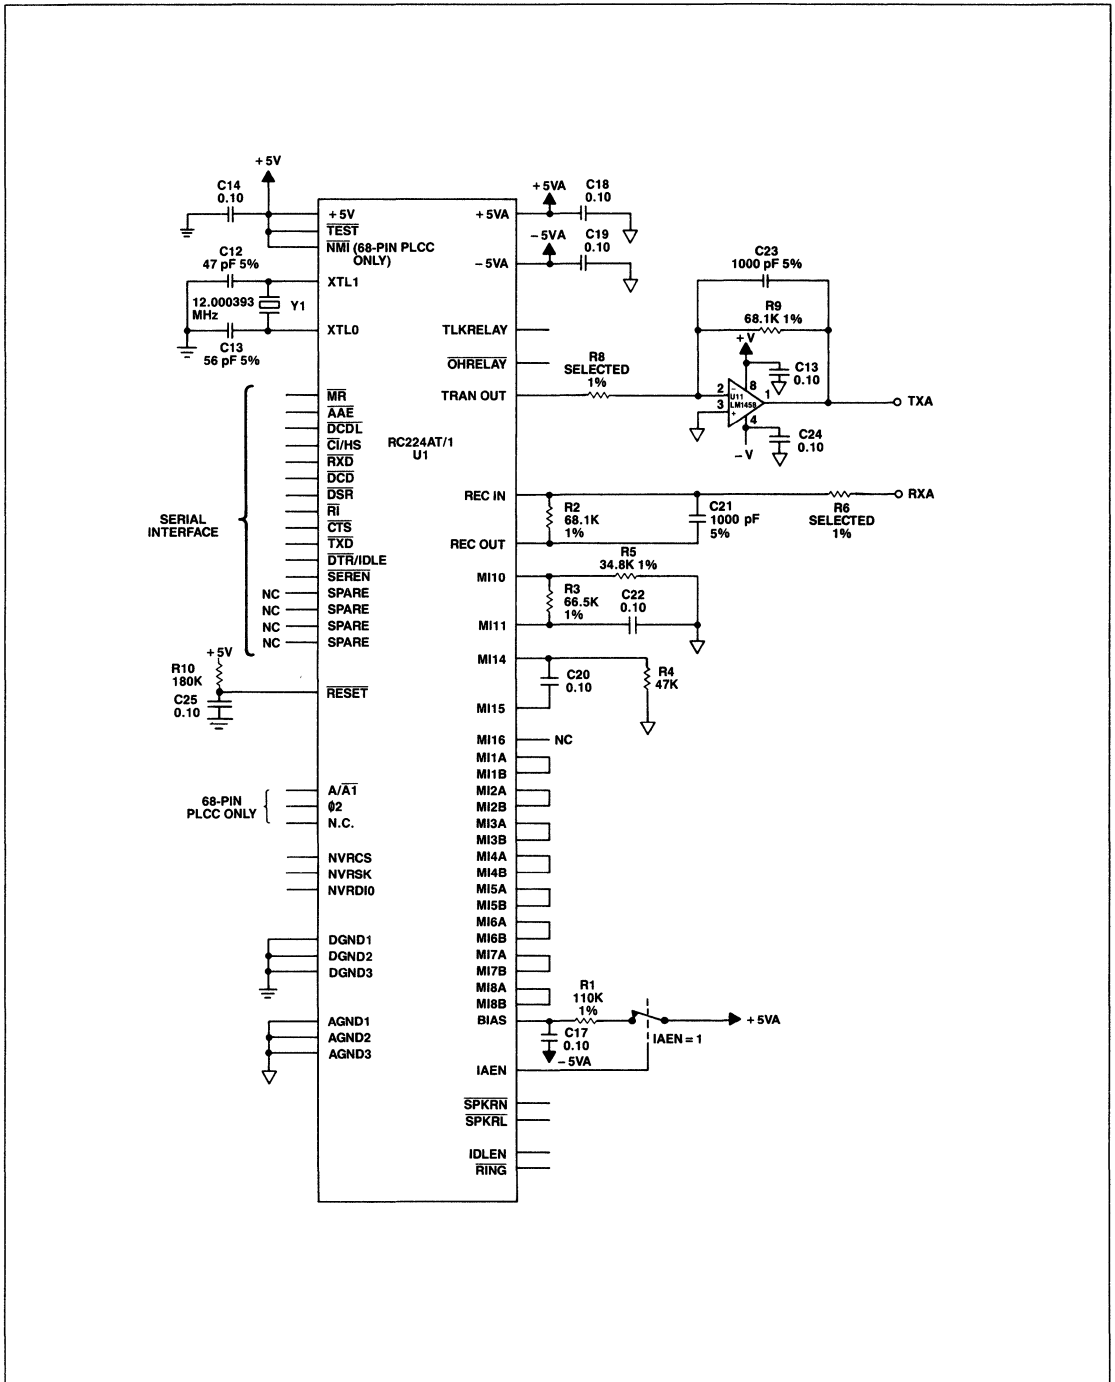 +5V
C14
0.10
+5V
TEST
NMI (68-PIN PLCC
ONLY)
C12
47 pF 5%
XTL1
12.000393
MHz
Y1
XTL0
C13
56 pF 5%
SERIAL
INTERFACE
MR
AAE
DCDL
CI/HS
RXD
DCD
DSR
RI
CTS
TXD
DTR/IDLE
SEREN
NC SPARE
NC SPARE
NC SPARE
NC SPARE
+5V
R10
180K
RESET
C25
0.10
68-PIN
PLCC ONLY
A/A1
ϕ2
N.C.
NVRCS
NVRSK
NVRDI0
DGND1
DGND2
DGND3
AGND1
AGND2
AGND3
RC224AT/1
U1
+5VA
+5VA
C18
0.10
-5VA
-5VA
C19
0.10
TLKRELAY
OHRELAY
TRAN OUT
R8
SELECTED
1%
C23
1000 pF 5%
R9
68.1K 1%
+V
C13
0.10
2
8
1
−
U11
LM1458
3
+
4
TXA
-V
C24
0.10
REC IN
RXA
R2
68.1K
1%
C21
1000 pF
5%
R6
SELECTED
1%
REC OUT
R5
34.8K 1%
MI10
R3
66.5K
1%
C22
0.10
MI11
MI14
C20
0.10
R4
47K
MI15
MI16
NC
MI1A
MI1B
MI2A
MI2B
MI3A
MI3B
MI4A
MI4B
MI5A
MI5B
MI6A
MI6B
MI7A
MI7B
MI8A
MI8B
BIAS
R1
110K
1%
C17
0.10
-5VA
IAEN = 1
+5VA
IAEN
SPKRN
SPKRL
IDLEN
RING